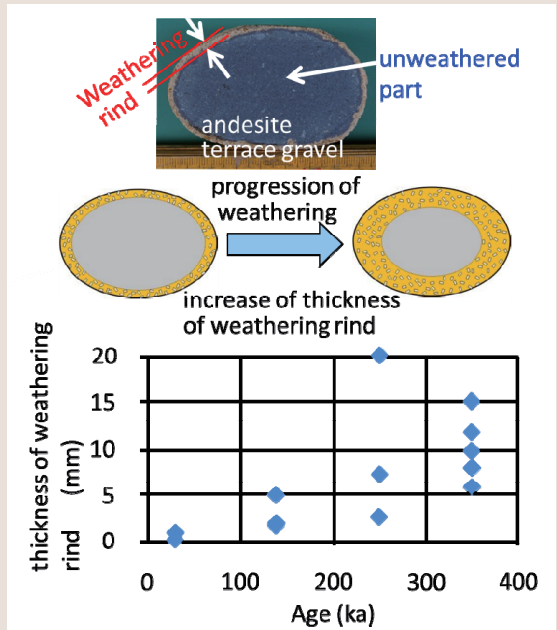 Weathering
rind
unweathered
part
andesite
terrace gravel
progression of
weathering
increase of thickness
of weathering rind
thickness of weathering
rind (mm)
20
15
10
5
0
0 100 200 300 400
Age (ka)